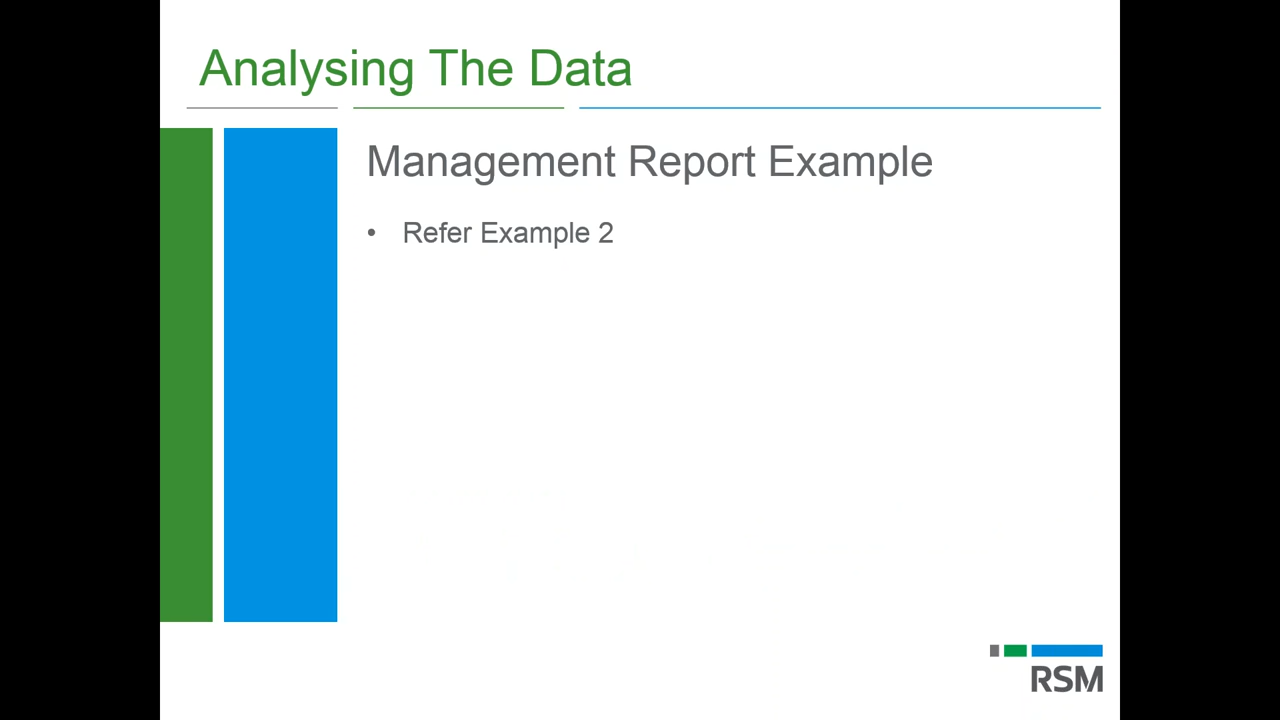 Analysing The Data
Management Report Example
• Refer Example 2
RSM